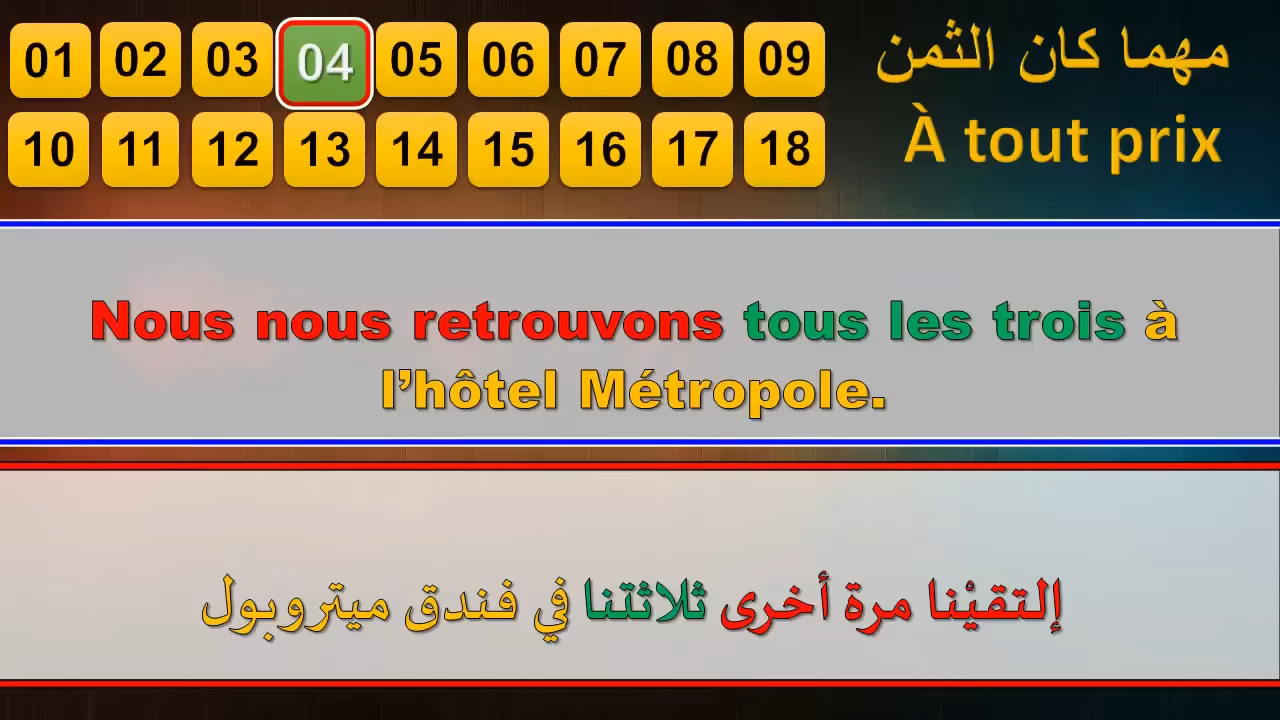 01 02 03 04 05 06 07 08 09
10 11 12 13 14 15 16 17 18
مهما كان الثمن
À tout prix
Nous nous retrouvons tous les trois à
l’hôtel Métropole.
إلتقيْنا مرة أخرى ثلاثتنا في فندق ميتروبول